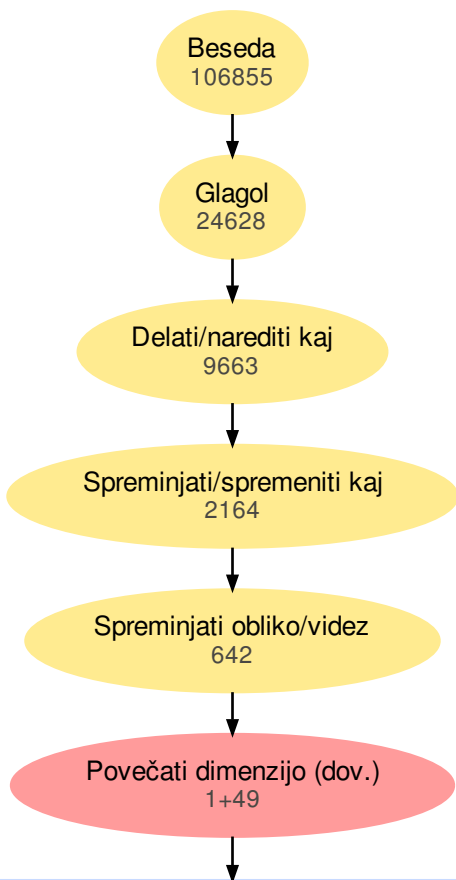 Beseda
106855
Glagol
24628
Delati/narediti kaj
9663
Spreminjati/spremeniti kaj
2164
Spreminjati obliko/videz
642
Povečati dimenzijo (dov.)
1+49